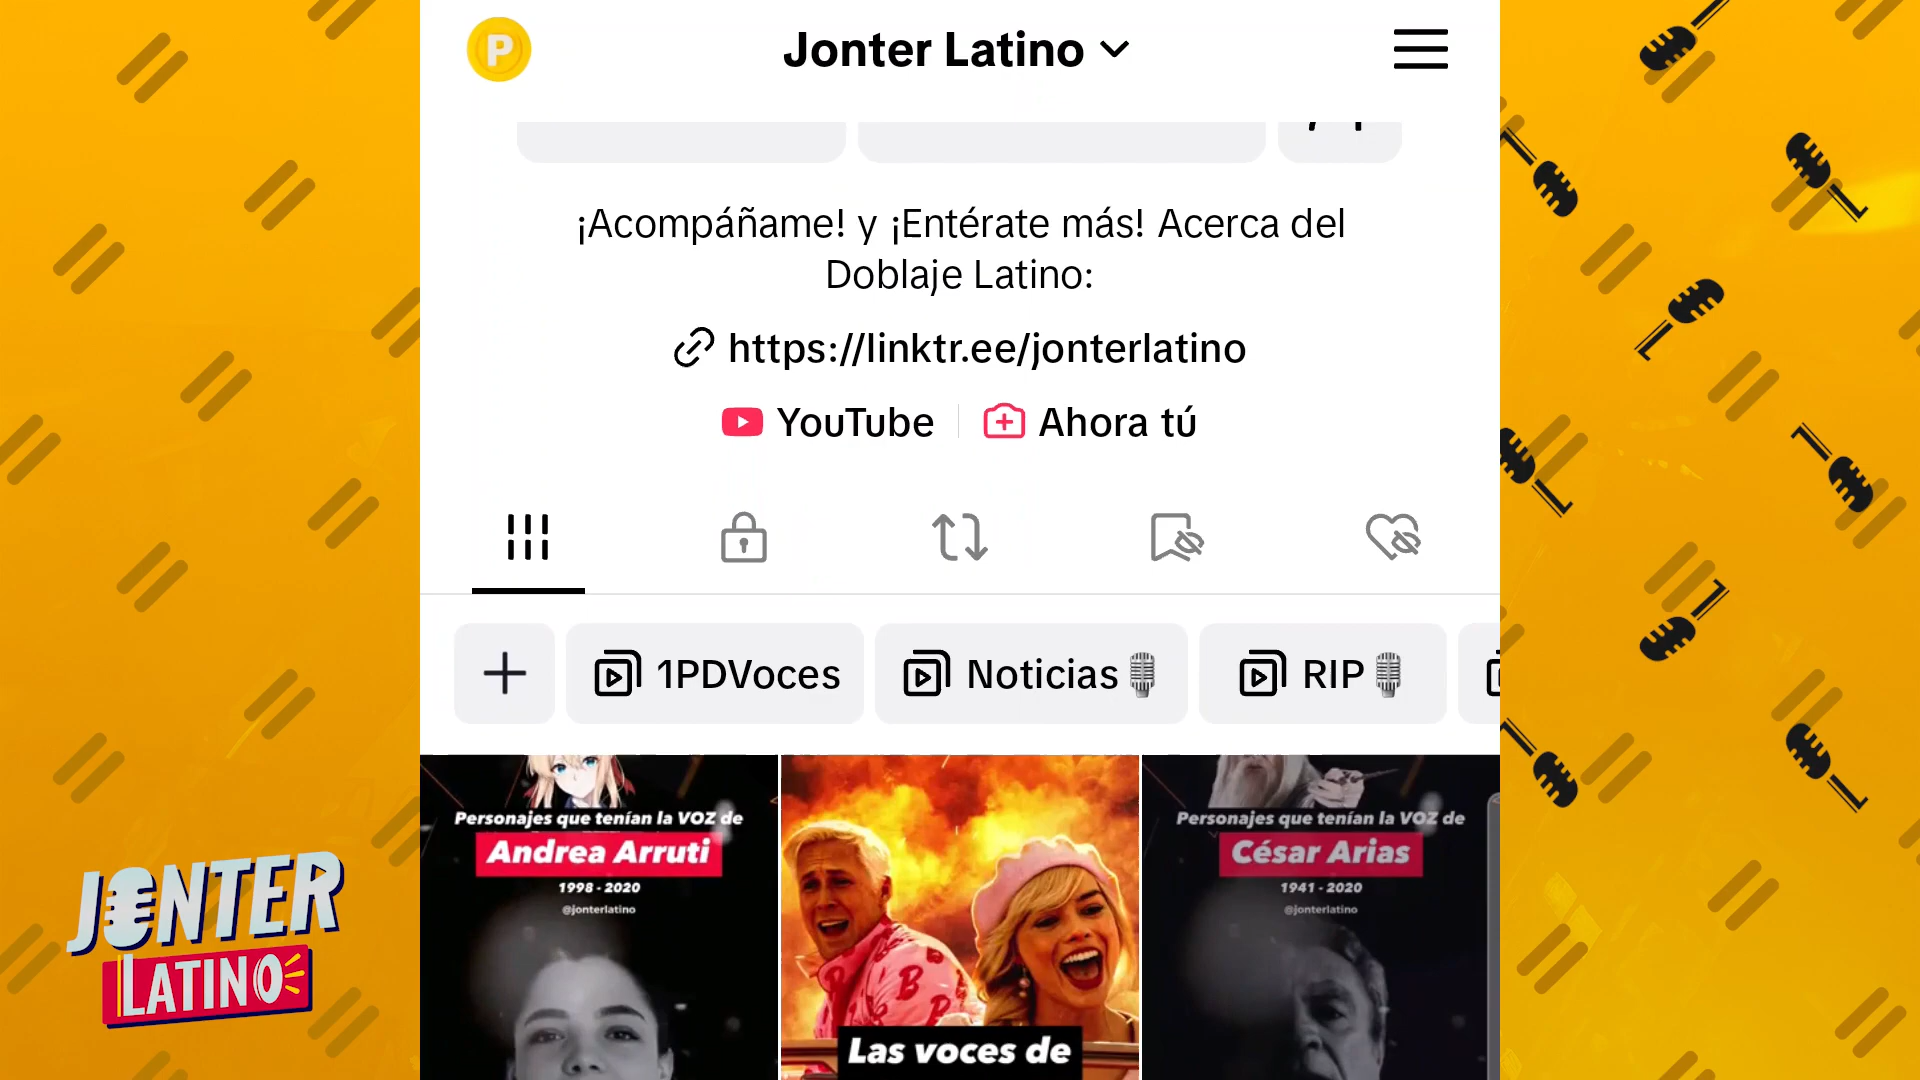 P
Jonter Latino
¡Acompáñame! y ¡Entérate más! Acerca del
Doblaje Latino:
https://linktr.ee/jonterlatino
YouTube
Ahora tú
1PDVoces
Noticias
RIP
Personajes que tenían la VOZ de
Andrea Arruti
1998 - 2020
@jonterlatino
Las voces de
Personajes que tenían la VOZ de
César Arias
1941 - 2020
@jonterlatino
JONTER
LATINO